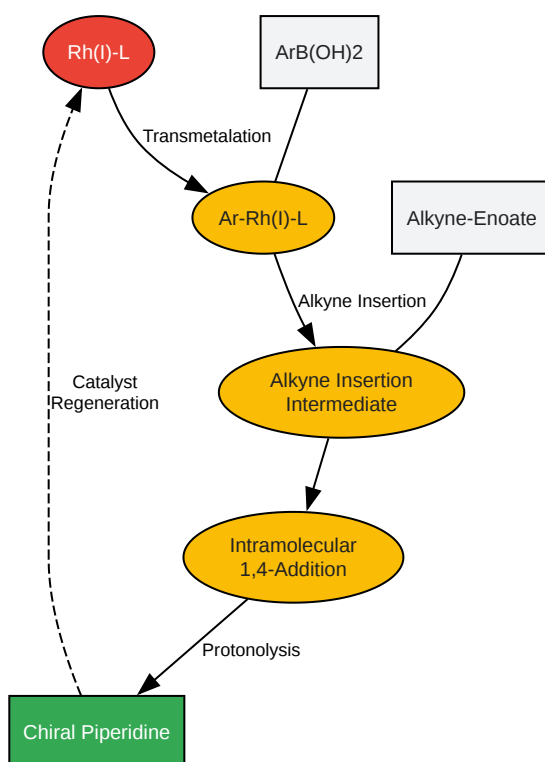 Rh(I)-L
ArB(OH)2
Transmetalation
Ar-Rh(I)-L
Alkyne-Enoate
Alkyne Insertion
Alkyne Insertion
Intermediate
Catalyst
Regeneration
Intramolecular
1,4-Addition
Protonolysis
Chiral Piperidine